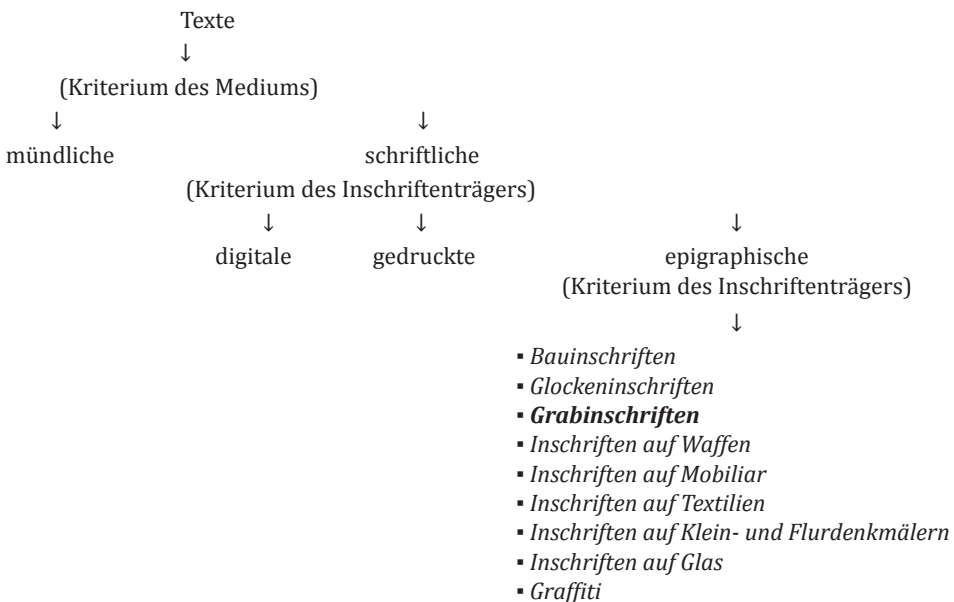 Texte
↓
(Kriterium des Mediums)
↓ ↓
mündliche schriftliche
(Kriterium des Inschriftenträgers)
↓ ↓ ↓
digitale gedruckte epigraphische
(Kriterium des Inschriftenträgers)
↓
▪ Bauinschriften
▪ Glockeninschriften
▪ Grabinschriften
▪ Inschriften auf Waffen
▪ Inschriften auf Mobiliar
▪ Inschriften auf Textilien
▪ Inschriften auf Klein- und Flurdenkmälern
▪ Inschriften auf Glas
▪ Graffiti